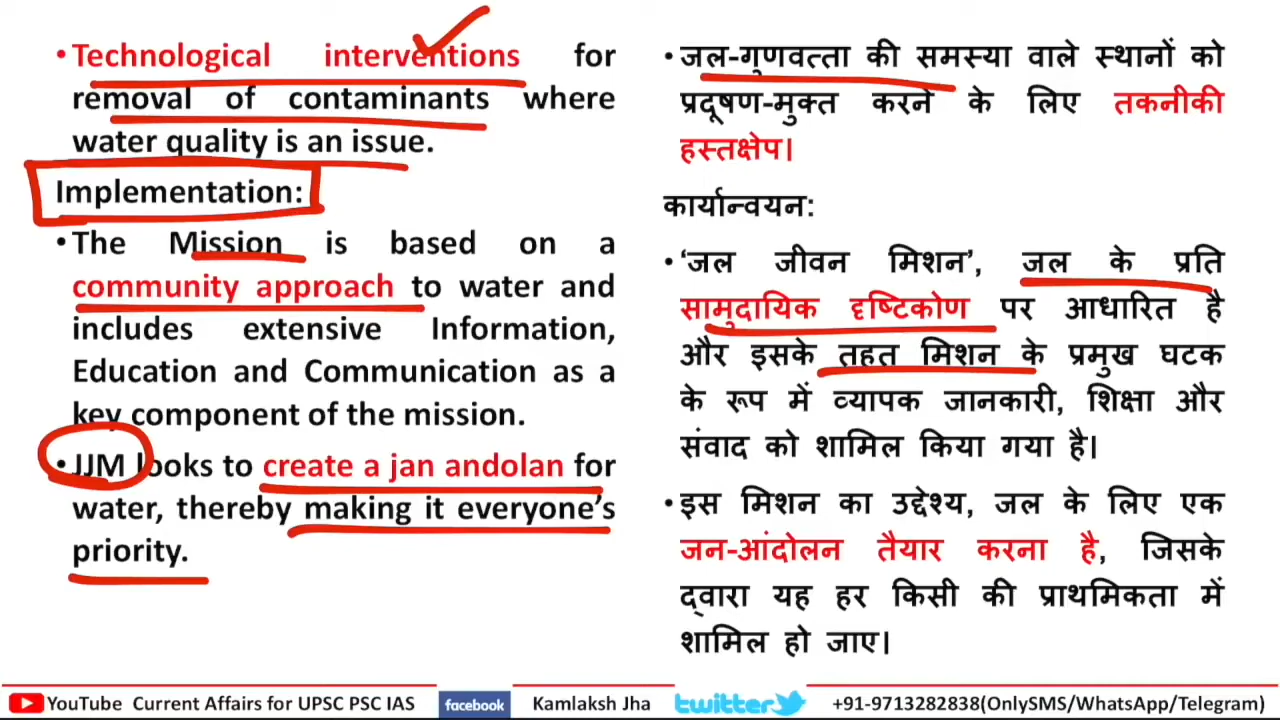 •Technological interventions for
removal of contaminants where
water quality is an issue.
Implementation:
•The Mission is based on a
community approach to water and
includes extensive Information,
Education and Communication as a
key component of the mission.
•JJM looks to create a jan andolan for
water, thereby making it everyone's
priority.
•जल-गुणवत्ता की समस्या वाले स्थानों को
प्रदूषण-मुक्त करने के लिए तकनीकी
हस्तक्षेप।
कार्यान्वयन:
•‘जल जीवन मिशन’, जल के प्रति
सामुदायिक दृष्टिकोण पर आधारित है
और इसके तहत मिशन के प्रमुख घटक
के रूप में व्यापक जानकारी, शिक्षा और
संवाद को शामिल किया गया है।
•इस मिशन का उद्देश्य, जल के लिए एक
जन-आंदोलन तैयार करना है, जिसके
द्वारा यह हर किसी की प्राथमिकता में
शामिल हो जाए।
YouTube Current Affairs for UPSC PSC IAS facebook Kamlaksh Jha twitter +91-9713282838(OnlySMS/WhatsApp/Telegram)